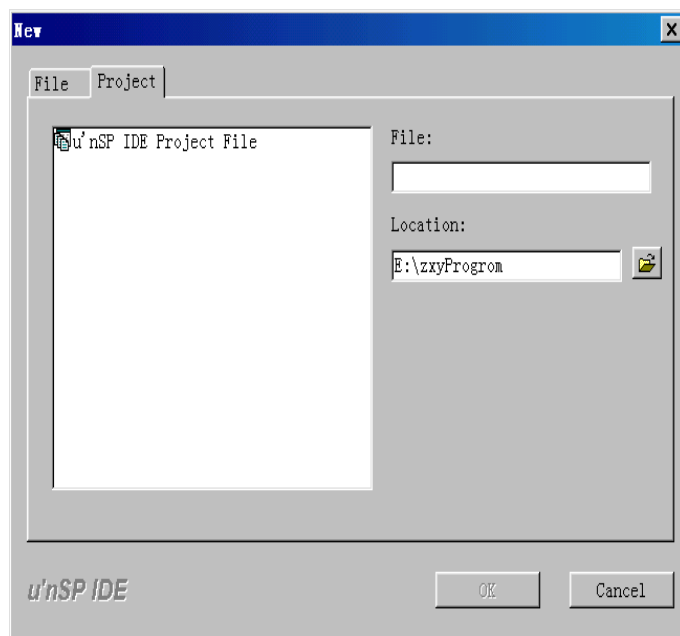 New
File
Project
u'nSP IDE Project File
File:
Location:
E:\zxyProgrom
u'nSP IDE
OK
Cancel